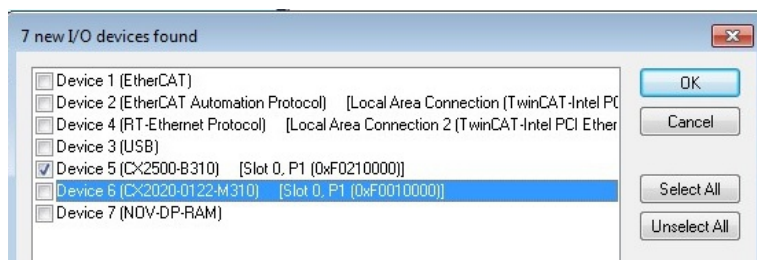 7 new I/O devices found
Device 1 (EtherCAT)
Device 2 (EtherCAT Automation Protocol) [Local Area Connection (TwinCAT-Intel PC
Device 4 (RT-Ethernet Protocol) [Local Area Connection 2 (TwinCAT-Intel PCI Ether
Device 3 (USB)
Device 5 (CX2500-B310) [Slot 0, P1 (0xF0210000)]
Device 6 (CX2020-0122-M310) [Slot 0, P1 (0xF0010000)]
Device 7 (NOV-DP-RAM)
OK
Cancel
Select All
Unselect All